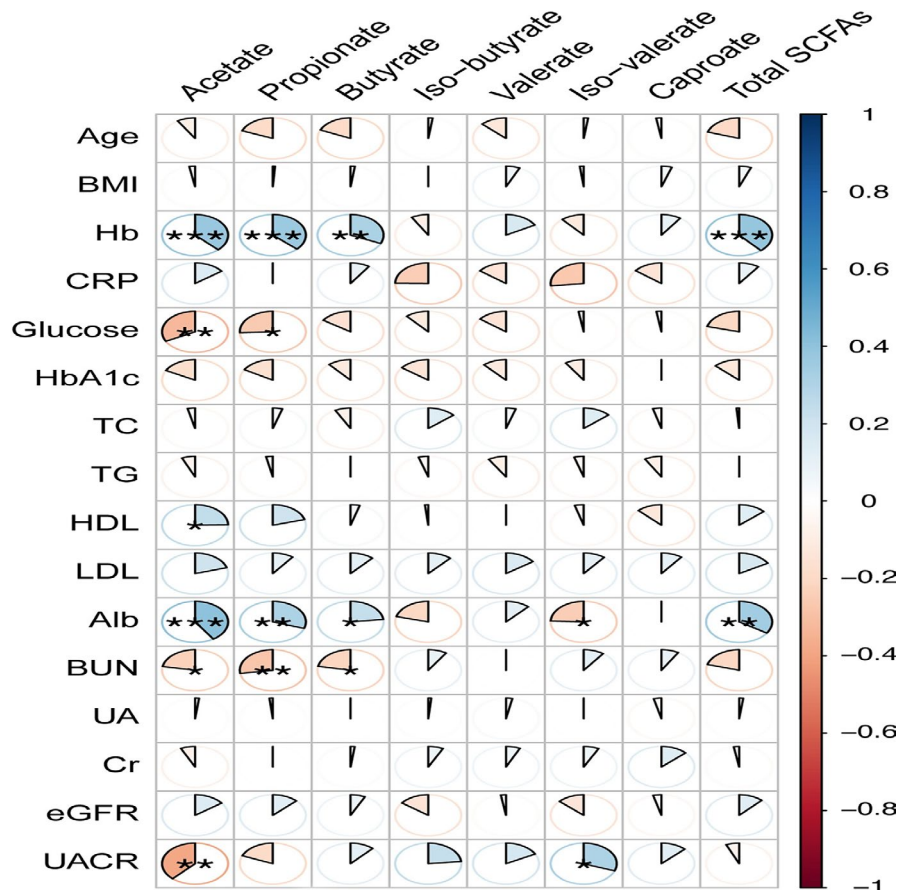 Acetate Propionate Butyrate Iso−butyrate Valerate Iso−valerate Caproate Total SCFAs
Age
BMI
Hb *** *** ** ***
CRP
Glucose ** *
HbA1c
TC
TG
HDL *
LDL
Alb *** ** * * **
BUN * ** *
UA
Cr
eGFR
UACR ** *
1
0.8
0.6
0.4
0.2
0
−0.2
−0.4
−0.6
−0.8
−1